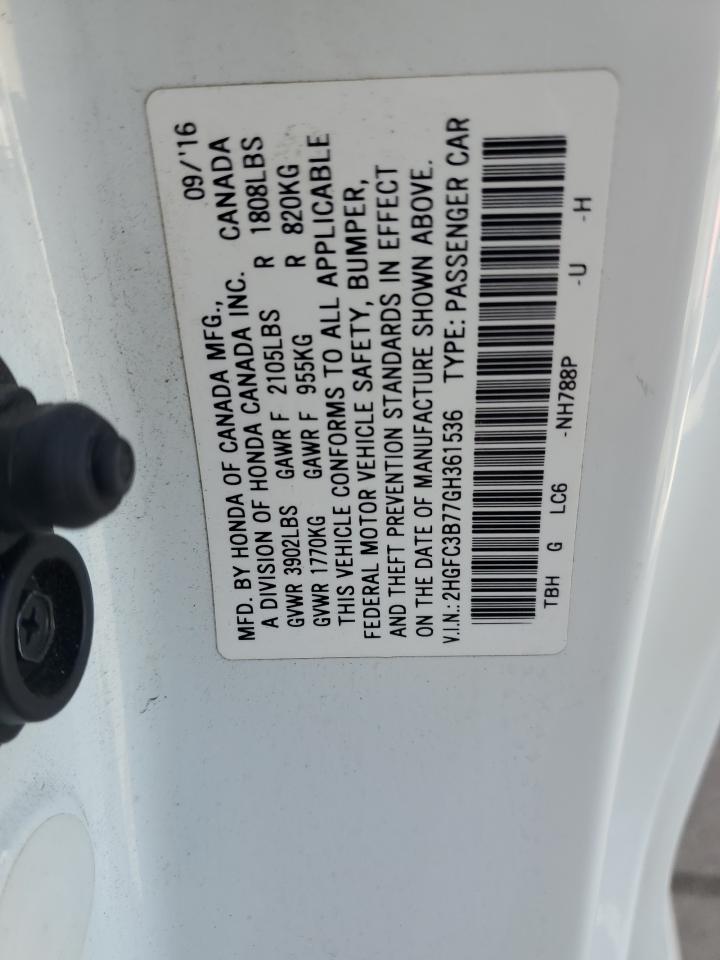 09/'16
MFD. BY HONDA OF CANADA MFG.,
A DIVISION OF HONDA CANADA INC. CANADA
GVWR 3902LBS GAWR F 2105LBS R 1808LBS
GVWR 1770KG GAWR F 955KG R 820KG
THIS VEHICLE CONFORMS TO ALL APPLICABLE
FEDERAL MOTOR VEHICLE SAFETY, BUMPER,
AND THEFT PREVENTION STANDARDS IN EFFECT
ON THE DATE OF MANUFACTURE SHOWN ABOVE.
V.I.N.: 2HGFC3B77GH361536 TYPE: PASSENGER CAR
TBH G LC6 -NH788P -U -H